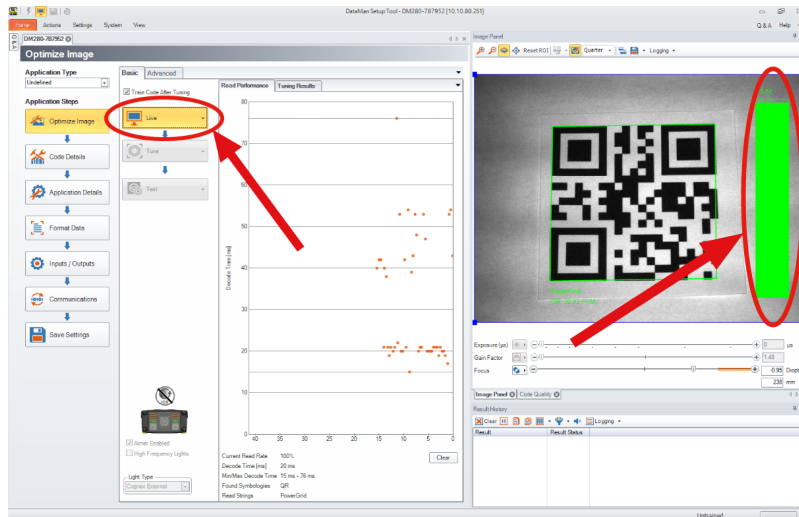 DataMan Setup Tool - DM280-787952 [10.10.80.251]
Home Actions Settings System View
Q & A Help
DM280-787952
Optimize Image
Application Type
Undefined
Application Steps
Optimize Image
Code Details
Application Details
Format Data
Inputs / Outputs
Communications
Save Settings
Basic Advanced
Train Code After Tuning
Live
Tune
Test
Aimer Enabled
High Frequency Lights
Light Type
Cognex External
Read Performance Tuning Results
Decode Time [ms]
80
70
60
50
40
30
20
10
0
40 35 30 25 20 15 10 5 0
Current Read Rate 100%
Decode Time [ms] 20 ms
Min/Max Decode Time 15 ms - 76 ms
Found Symbologies QR
Read Strings PowerGrid
Clear
Image Panel
Reset ROI Quarter Logging
Exposure (µs) 0 µs
Gain Factor 1.48
Focus -0.95 Diopt
238 mm
Image Panel Code Quality
Result History
Clear Logging
Result Result Status
Untrained